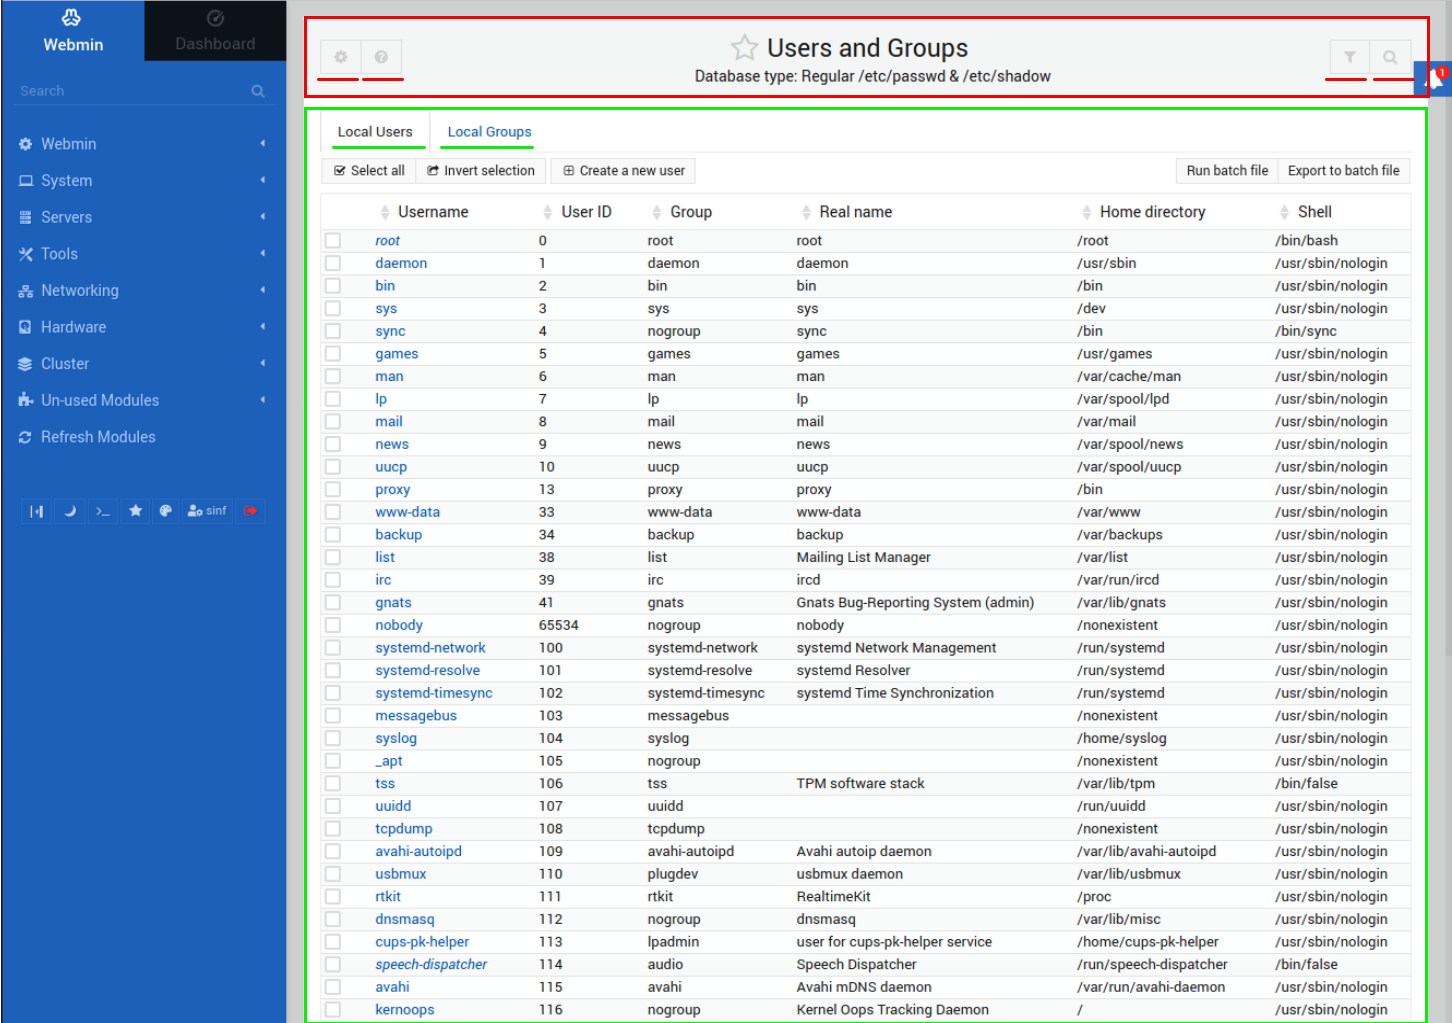 Webmin
Dashboard
Search
Webmin
System
Servers
Tools
Networking
Hardware
Cluster
Un-used Modules
Refresh Modules
>_ sinf
Users and Groups
Database type: Regular /etc/passwd & /etc/shadow
1
Local Users Local Groups
Select all Invert selection Create a new user Run batch file Export to batch file
Username User ID Group Real name Home directory Shell
root 0 root root /root /bin/bash
daemon 1 daemon daemon /usr/sbin /usr/sbin/nologin
bin 2 bin bin /bin /usr/sbin/nologin
sys 3 sys sys /dev /usr/sbin/nologin
sync 4 nogroup sync /bin /bin/sync
games 5 games games /usr/games /usr/sbin/nologin
man 6 man man /var/cache/man /usr/sbin/nologin
lp 7 lp lp /var/spool/lpd /usr/sbin/nologin
mail 8 mail mail /var/mail /usr/sbin/nologin
news 9 news news /var/spool/news /usr/sbin/nologin
uucp 10 uucp uucp /var/spool/uucp /usr/sbin/nologin
proxy 13 proxy proxy /bin /usr/sbin/nologin
www-data 33 www-data www-data /var/www /usr/sbin/nologin
backup 34 backup backup /var/backups /usr/sbin/nologin
list 38 list Mailing List Manager /var/list /usr/sbin/nologin
irc 39 irc ircd /var/run/ircd /usr/sbin/nologin
gnats 41 gnats Gnats Bug-Reporting System (admin) /var/lib/gnats /usr/sbin/nologin
nobody 65534 nogroup nobody /nonexistent /usr/sbin/nologin
systemd-network 100 systemd-network systemd Network Management /run/systemd /usr/sbin/nologin
systemd-resolve 101 systemd-resolve systemd Resolver /run/systemd /usr/sbin/nologin
systemd-timesync 102 systemd-timesync systemd Time Synchronization /run/systemd /usr/sbin/nologin
messagebus 103 messagebus /nonexistent /usr/sbin/nologin
syslog 104 syslog /home/syslog /usr/sbin/nologin
_apt 105 nogroup /nonexistent /usr/sbin/nologin
tss 106 tss TPM software stack /var/lib/tpm /bin/false
uuidd 107 uuidd /run/uuidd /usr/sbin/nologin
tcpdump 108 tcpdump /nonexistent /usr/sbin/nologin
avahi-autoipd 109 avahi-autoipd Avahi autoip daemon /var/lib/avahi-autoipd /usr/sbin/nologin
usbmux 110 plugdev usbmux daemon /var/lib/usbmux /usr/sbin/nologin
rtkit 111 rtkit RealtimeKit /proc /usr/sbin/nologin
dnsmasq 112 nogroup dnsmasq /var/lib/misc /usr/sbin/nologin
cups-pk-helper 113 lpadmin user for cups-pk-helper service /home/cups-pk-helper /usr/sbin/nologin
speech-dispatcher 114 audio Speech Dispatcher /run/speech-dispatcher /bin/false
avahi 115 avahi Avahi mDNS daemon /var/run/avahi-daemon /usr/sbin/nologin
kernoops 116 nogroup Kernel Oops Tracking Daemon / /usr/sbin/nologin